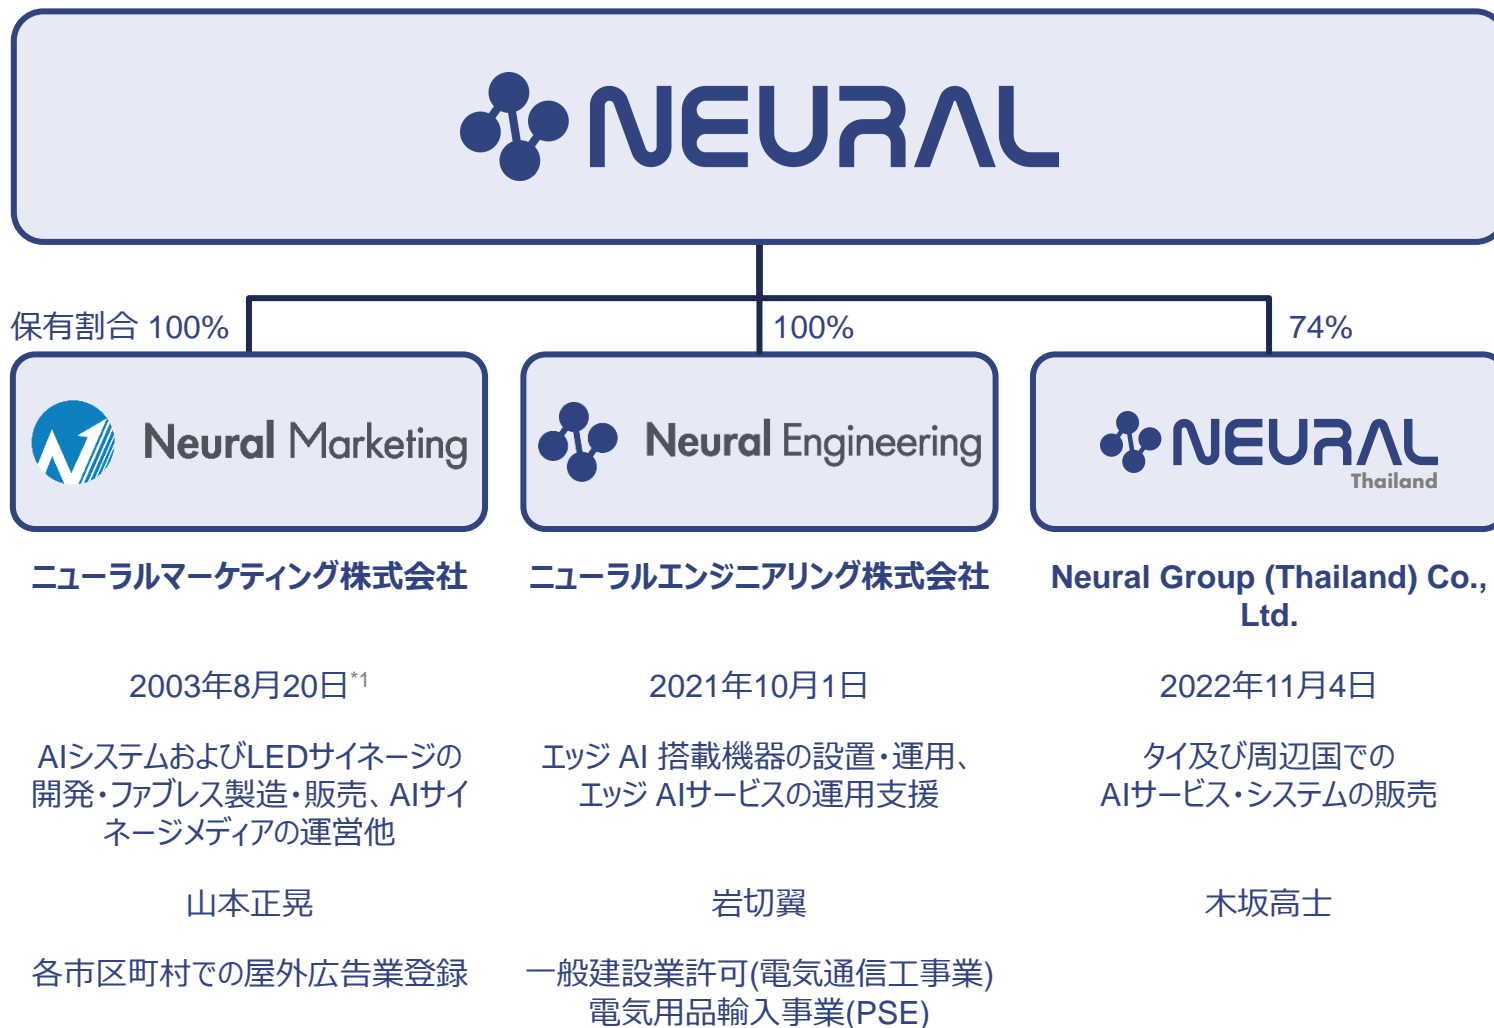 NEURAL
保有割合 100%
100%
74%
Neural Marketing
Neural Engineering
NEURAL
Thailand
ニューラルマーケティング株式会社
ニューラルエンジニアリング株式会社
Neural Group (Thailand) Co.,
Ltd.
2003年8月20日*1
2021年10月1日
2022年11月4日
AIシステムおよびLEDサイネージの
開発・ファブレス製造・販売、AIサイ
ネージメディアの運営他
エッジ AI 搭載機器の設置・運用、
エッジ AIサービスの運用支援
タイ及び周辺国での
AIサービス・システムの販売
山本正晃
岩切翼
木坂高士
各市区町村での屋外広告業登録
一般建設業許可(電気通信工事業)
電気用品輸入事業(PSE)